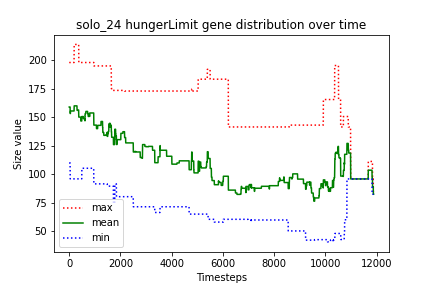 solo_24 hungerLimit gene distribution over time
Size value
200
175
150
125
100
75
50
max
mean
min
0 2000 4000 6000 8000 10000 12000
Timesteps